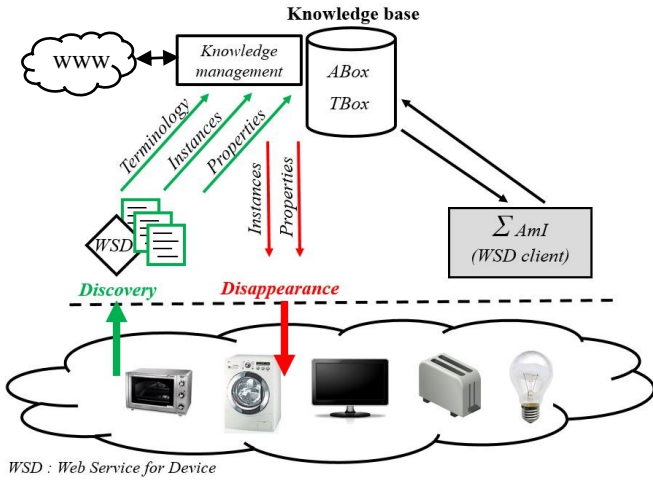 Knowledge base
WWW
Knowledge
management
ABox
TBox
Terminology
Instances
Properties
Instances
Properties
WSD
Σ AmI
(WSD client)
Discovery
Disappearance
WSD : Web Service for Device